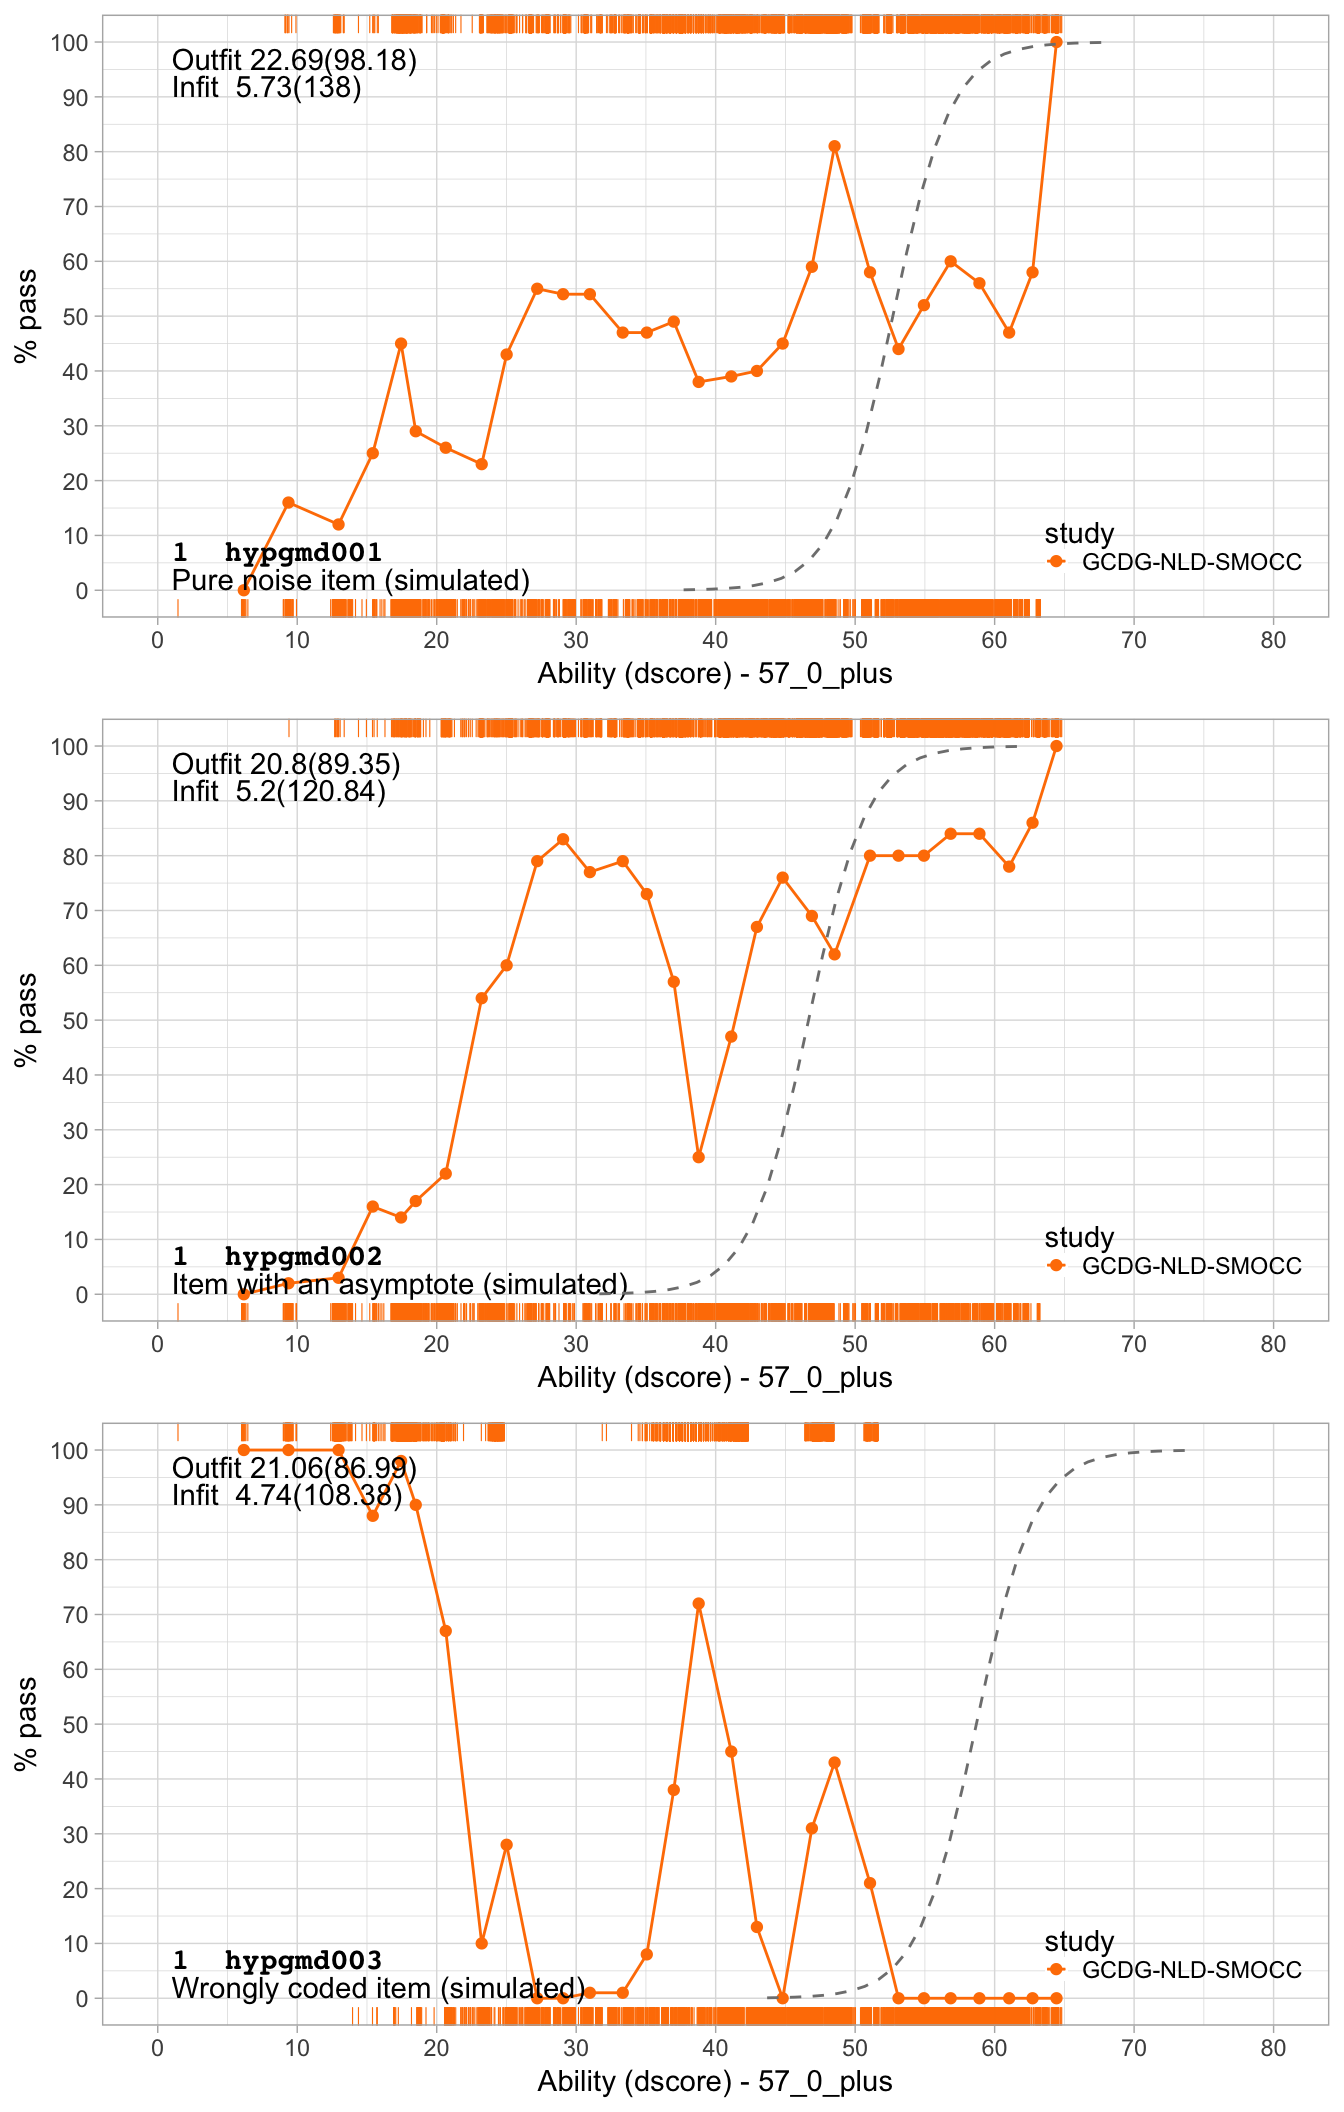 100
90
80
70
60
50
40
30
20
10
0
% pass
Outfit 22.69(98.18)
Infit 5.73(138)
1 hypgmd001
Pure noise item (simulated)
study
GCDG-NLD-SMOCC
0 10 20 30 40 50 60 70 80
Ability (dscore) - 57_0_plus
100
90
80
70
60
50
40
30
20
10
0
% pass
Outfit 20.8(89.35)
Infit 5.2(120.84)
1 hypgmd002
Item with an asymptote (simulated)
study
GCDG-NLD-SMOCC
0 10 20 30 40 50 60 70 80
Ability (dscore) - 57_0_plus
100
90
80
70
60
50
40
30
20
10
0
% pass
Outfit 21.06(86.99)
Infit 4.74(108.38)
1 hypgmd003
Wrongly coded item (simulated)
study
GCDG-NLD-SMOCC
0 10 20 30 40 50 60 70 80
Ability (dscore) - 57_0_plus